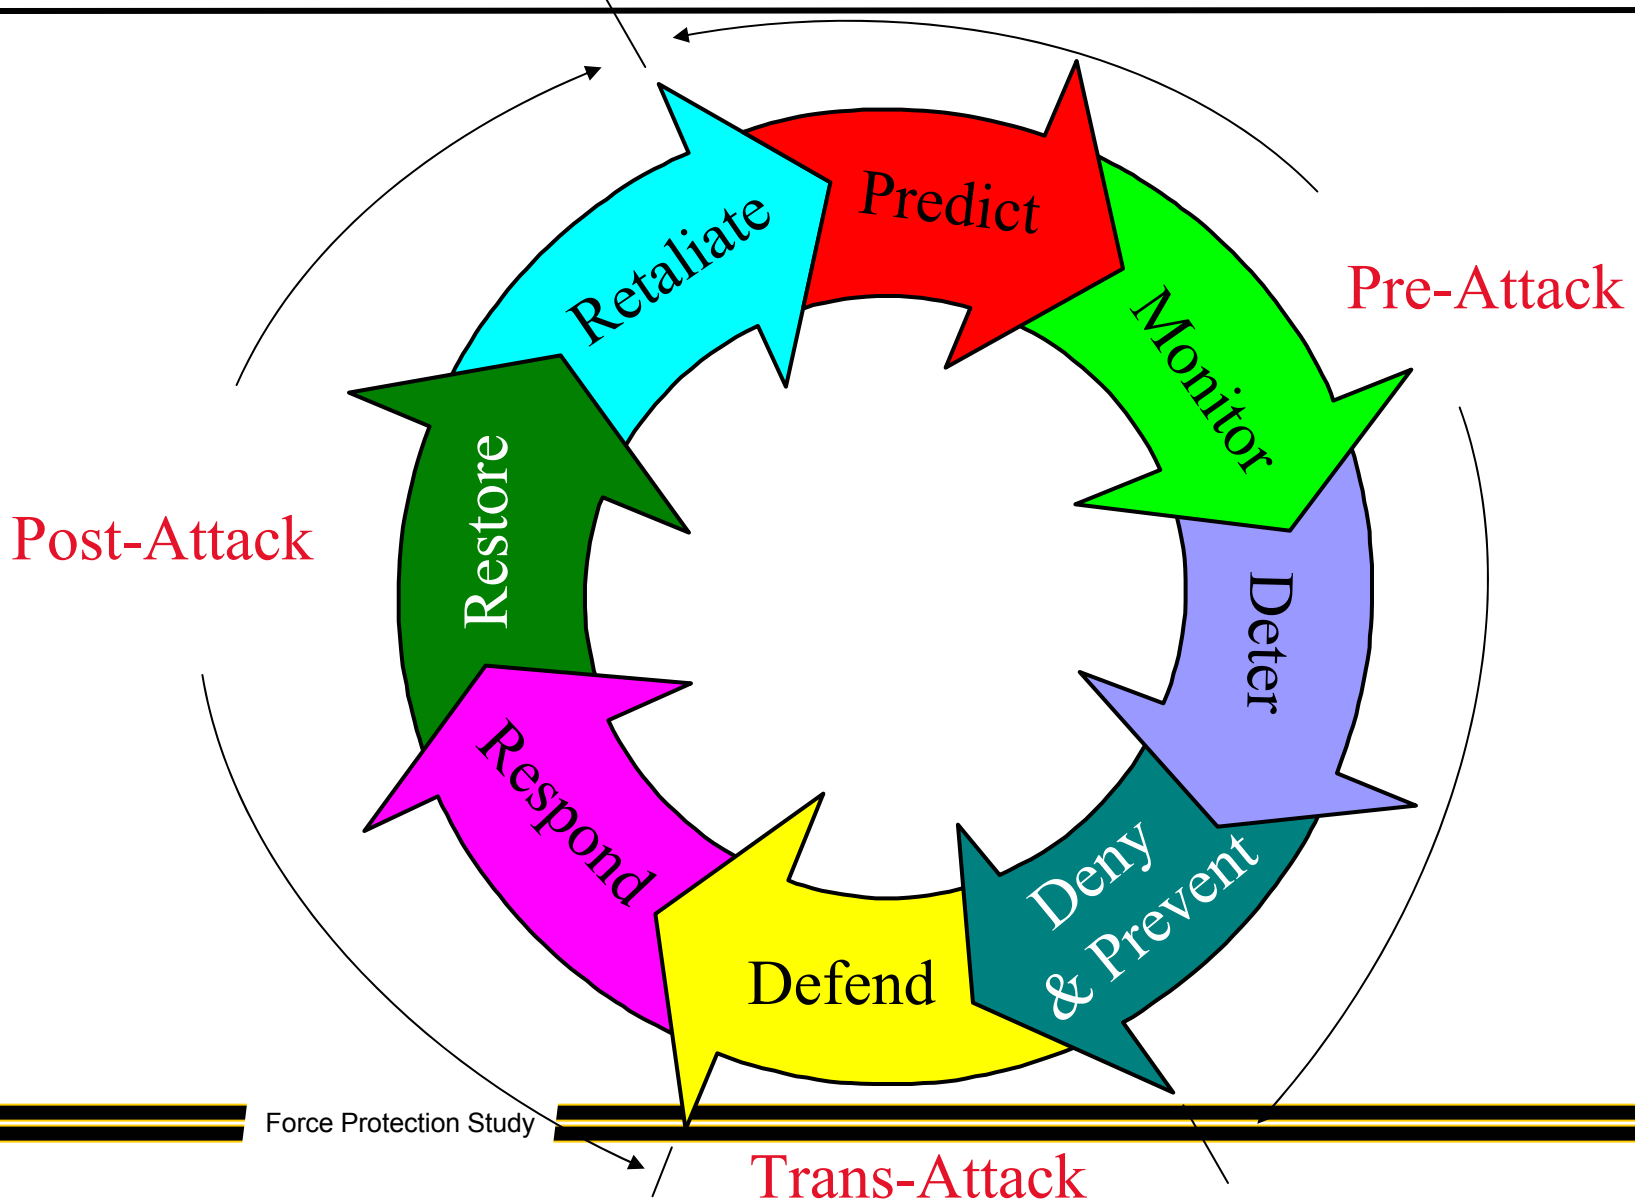 Predict
Retaliate
Pre-Attack
Monitor
Restore
Post-Attack
Deter
Respond
Deny
& Prevent
Defend
Force Protection Study
Trans-Attack